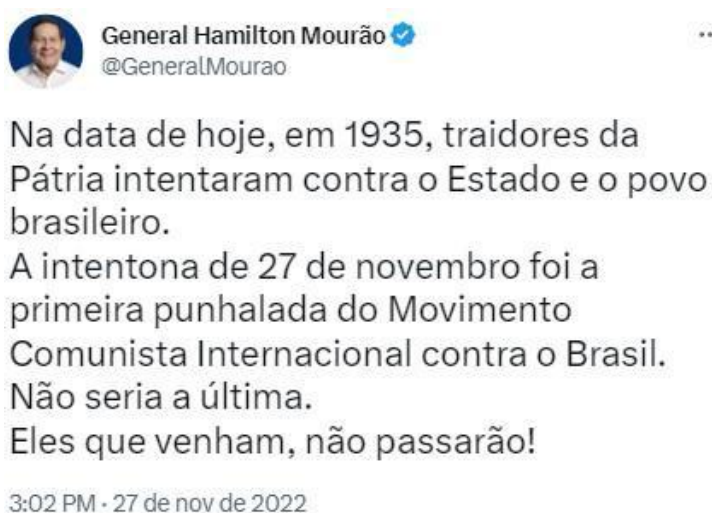 General Hamilton Mourão
@GeneralMourao
Na data de hoje, em 1935, traidores da
Pátria intentaram contra o Estado e o povo
brasileiro.
A intentona de 27 de novembro foi a
primeira punhalada do Movimento
Comunista Internacional contra o Brasil.
Não seria a última.
Eles que venham, não passarão!
3:02 PM · 27 de nov de 2022